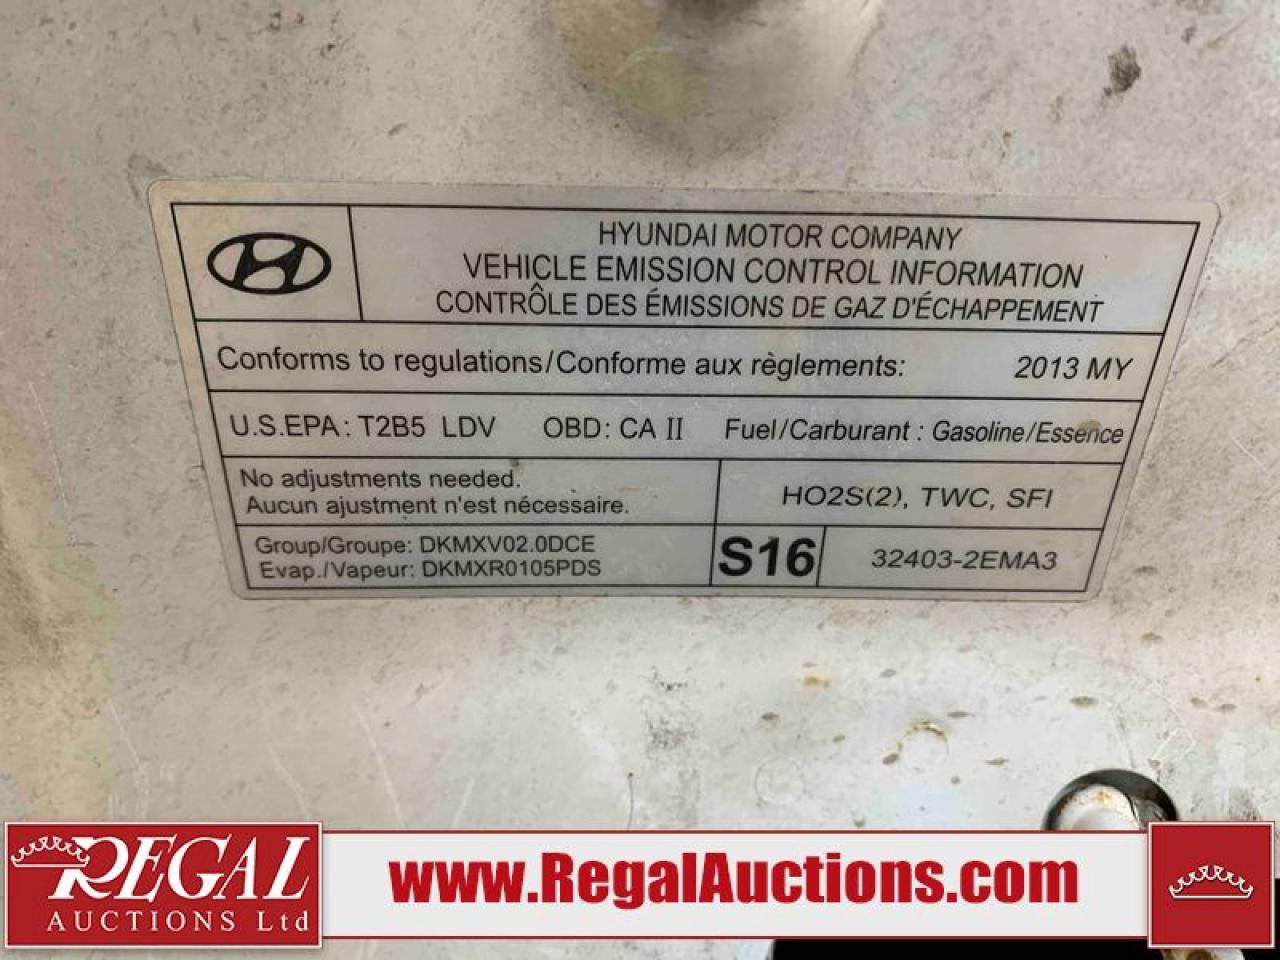 HYUNDAI MOTOR COMPANY
VEHICLE EMISSION CONTROL INFORMATION
CONTRÔLE DES ÉMISSIONS DE GAZ D'ÉCHAPPEMENT
Conforms to regulations/Conforme aux règlements: 2013 MY
U.S.EPA: T2B5 LDV OBD: CA II Fuel/Carburant : Gasoline/Essence
No adjustments needed.
Aucun ajustment n'est nécessaire.
HO2S(2), TWC, SFI
Group/Groupe: DKMXV02.0DCE
Evap./Vapeur: DKMXR0105PDS
S16
32403-2EMA3
REGAL
AUCTIONS Ltd
www.RegalAuctions.com